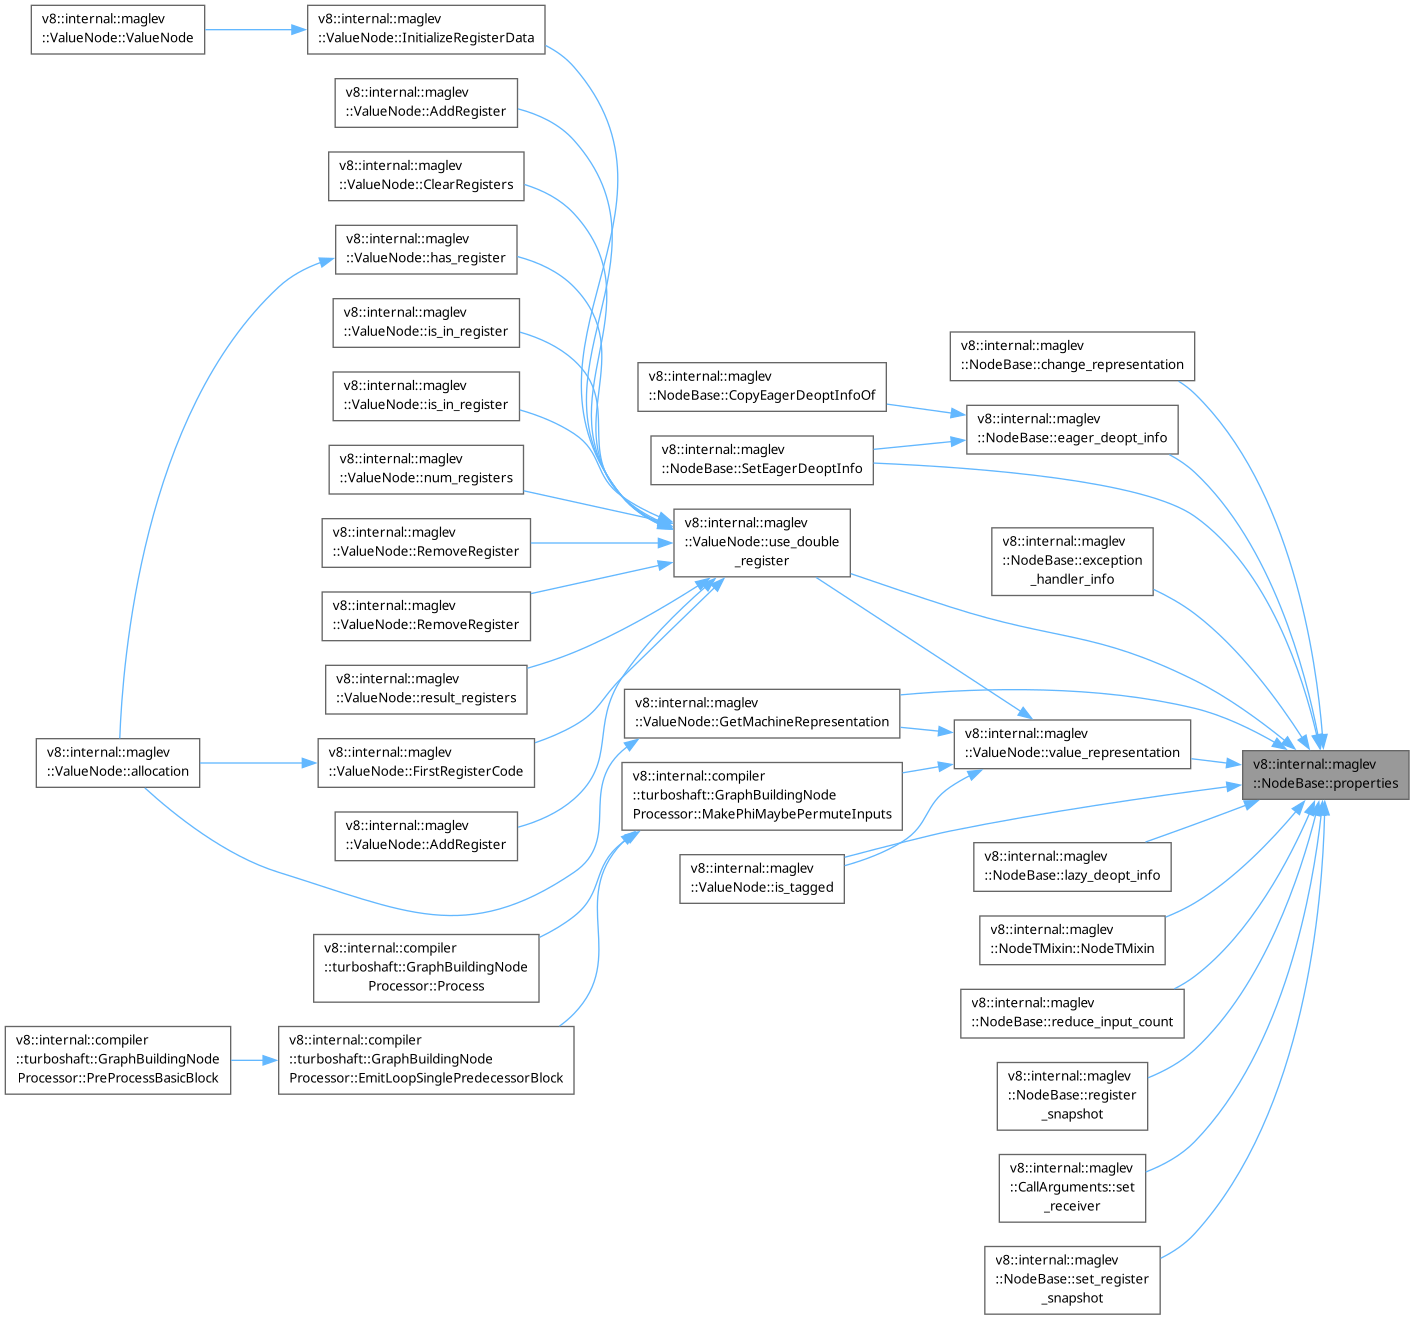 v8::internal::maglev
::ValueNode::ValueNode
v8::internal::maglev
::ValueNode::InitializeRegisterData
v8::internal::maglev
::ValueNode::AddRegister
v8::internal::maglev
::ValueNode::ClearRegisters
v8::internal::maglev
::ValueNode::has_register
v8::internal::maglev
::ValueNode::is_in_register
v8::internal::maglev
::ValueNode::is_in_register
v8::internal::maglev
::ValueNode::num_registers
v8::internal::maglev
::ValueNode::RemoveRegister
v8::internal::maglev
::ValueNode::RemoveRegister
v8::internal::maglev
::ValueNode::result_registers
v8::internal::maglev
::ValueNode::allocation
v8::internal::maglev
::ValueNode::FirstRegisterCode
v8::internal::maglev
::ValueNode::AddRegister
v8::internal::compiler
::turboshaft::GraphBuildingNode
Processor::Process
v8::internal::compiler
::turboshaft::GraphBuildingNode
Processor::PreProcessBasicBlock
v8::internal::compiler
::turboshaft::GraphBuildingNode
Processor::EmitLoopSinglePredecessorBlock
v8::internal::maglev
::NodeBase::CopyEagerDeoptInfoOf
v8::internal::maglev
::NodeBase::SetEagerDeoptInfo
v8::internal::maglev
::ValueNode::use_double
_register
v8::internal::maglev
::ValueNode::GetMachineRepresentation
v8::internal::compiler
::turboshaft::GraphBuildingNode
Processor::MakePhiMaybePermuteInputs
v8::internal::maglev
::ValueNode::is_tagged
v8::internal::maglev
::NodeBase::change_representation
v8::internal::maglev
::NodeBase::eager_deopt_info
v8::internal::maglev
::NodeBase::exception
_handler_info
v8::internal::maglev
::ValueNode::value_representation
v8::internal::maglev
::NodeBase::properties
v8::internal::maglev
::NodeBase::lazy_deopt_info
v8::internal::maglev
::NodeTMixin::NodeTMixin
v8::internal::maglev
::NodeBase::reduce_input_count
v8::internal::maglev
::NodeBase::register
_snapshot
v8::internal::maglev
::CallArguments::set
_receiver
v8::internal::maglev
::NodeBase::set_register
_snapshot